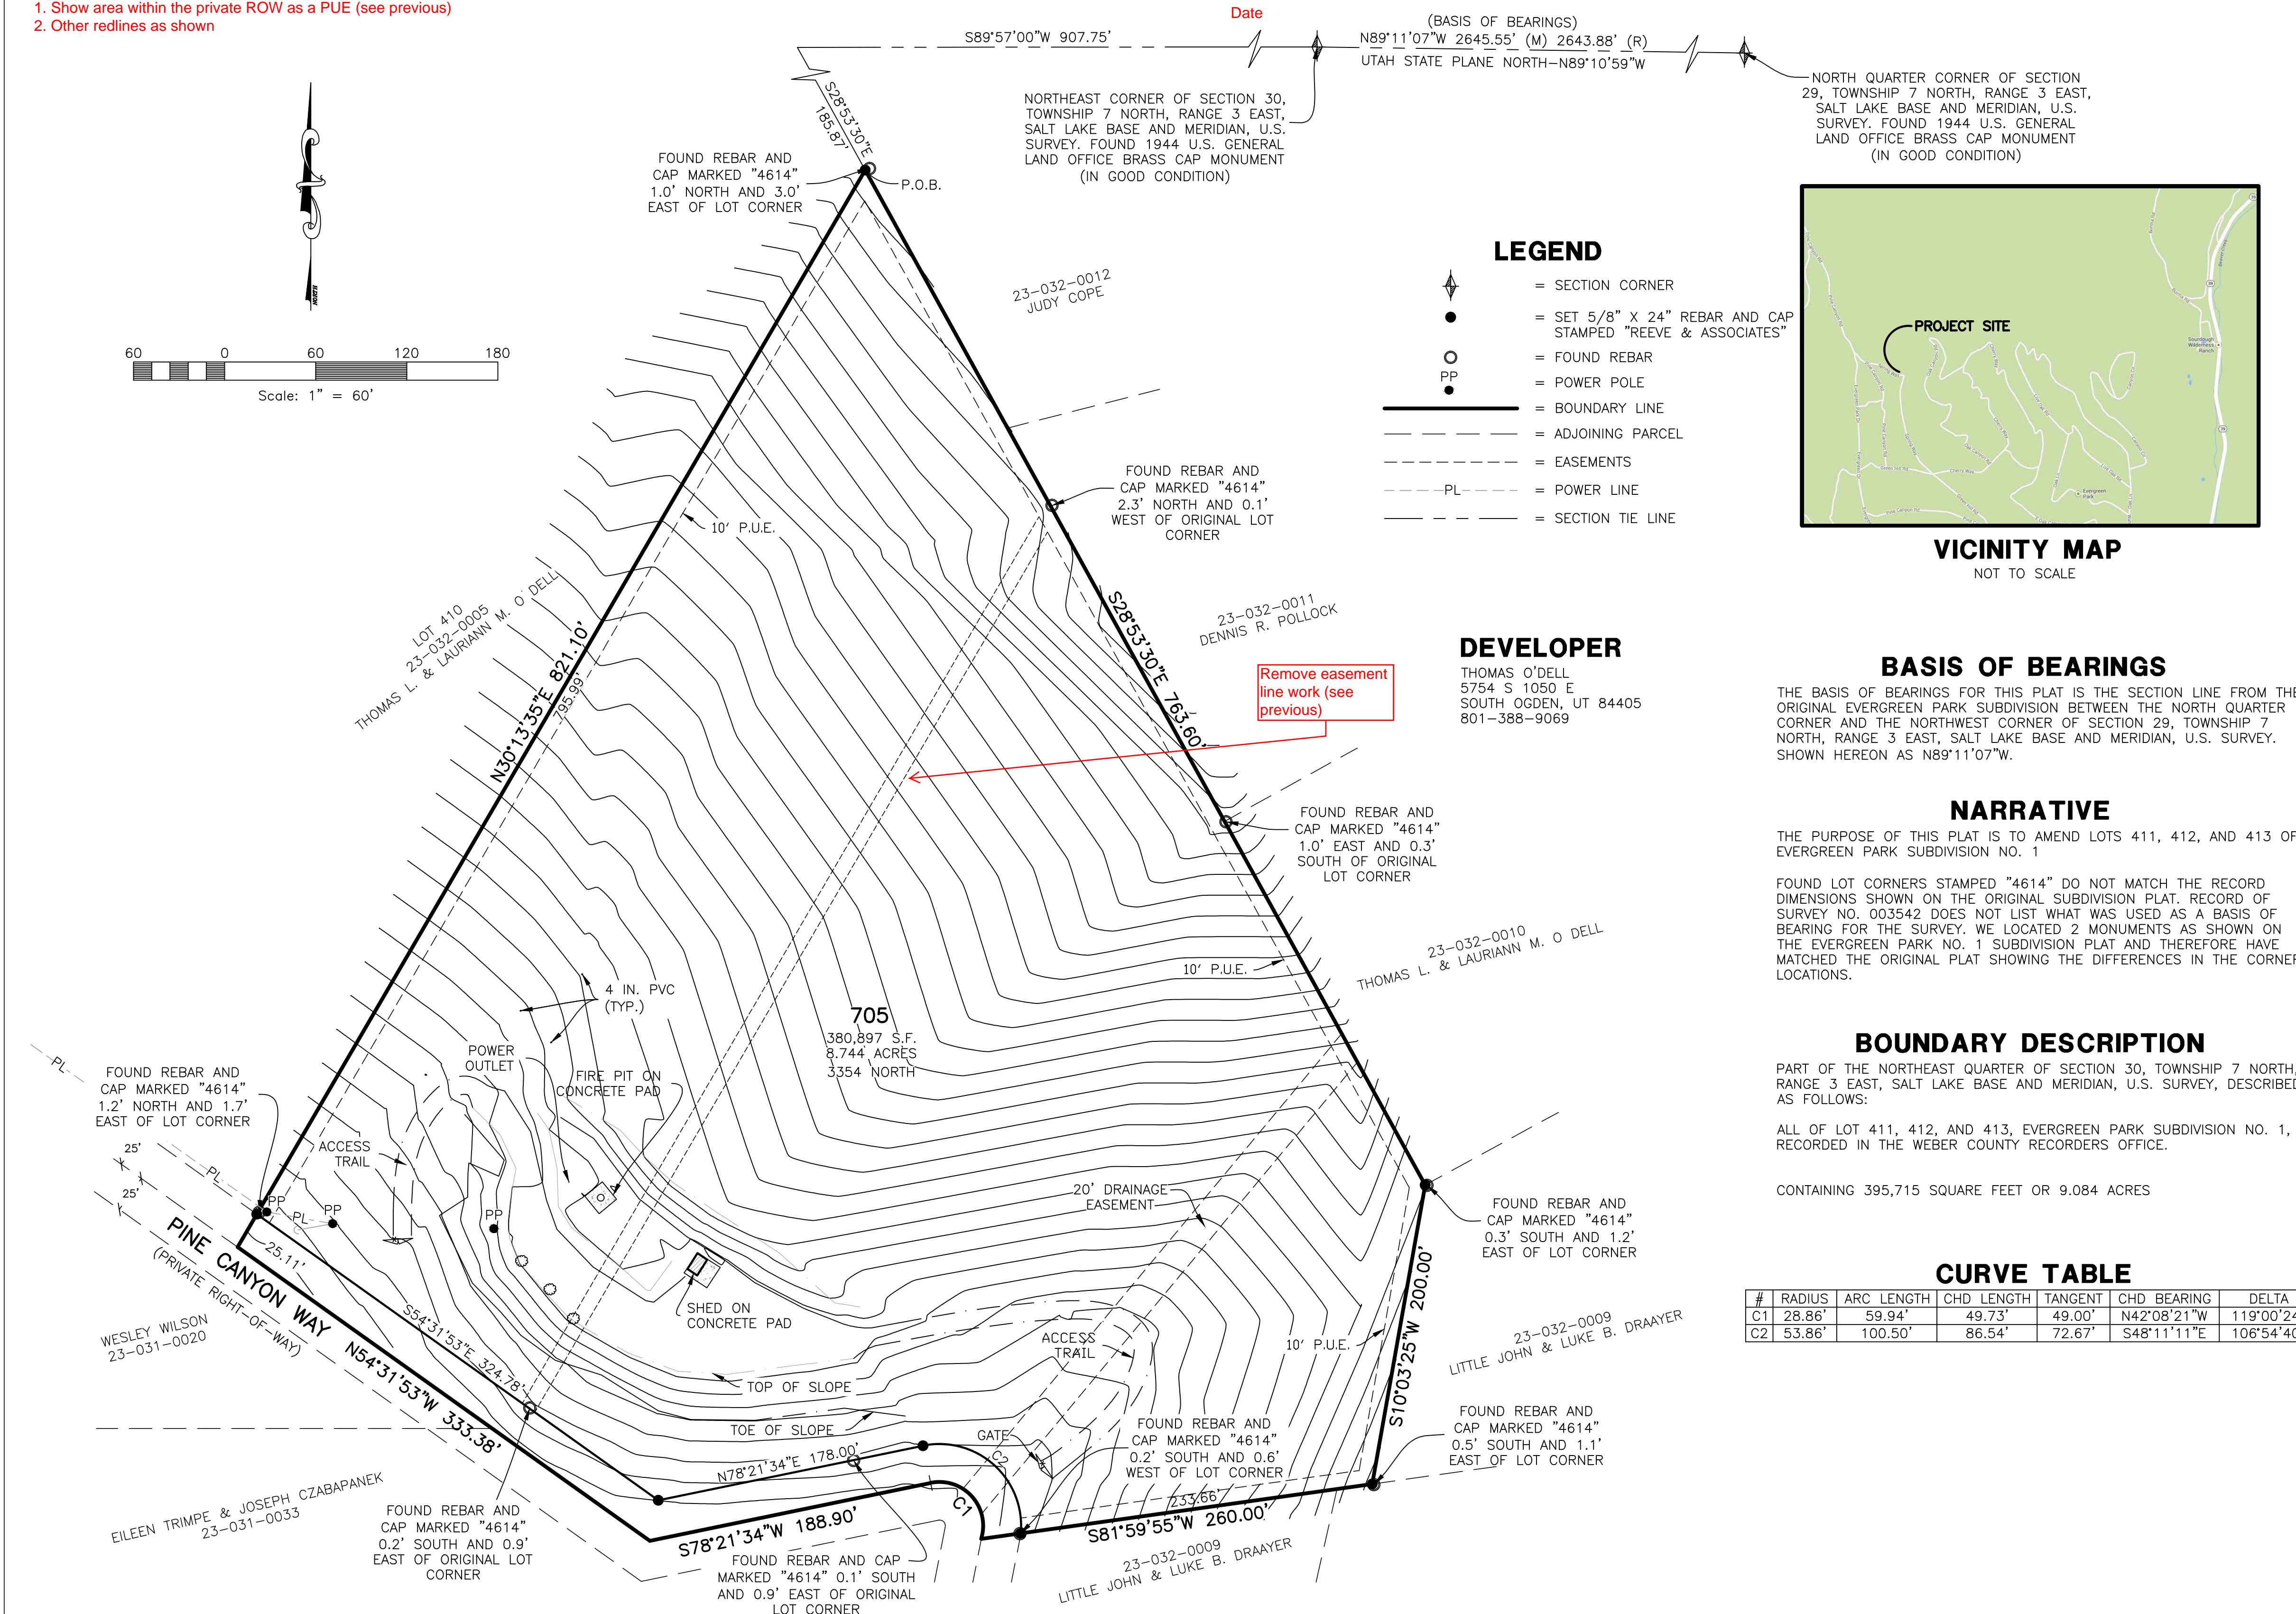 1. Show area within the private ROW as a PUE (see previous)
2. Other redlines as shown
Date
S89°57'00"W 907.75'
(BASIS OF BEARINGS)
N89°11'07"W 2645.55' (M) 2643.88' (R)
UTAH STATE PLANE NORTH-N89°10'59"W
NORTHEAST CORNER OF SECTION 30,
TOWNSHIP 7 NORTH, RANGE 3 EAST,
SALT LAKE BASE AND MERIDIAN, U.S.
SURVEY. FOUND 1944 U.S. GENERAL
LAND OFFICE BRASS CAP MONUMENT
(IN GOOD CONDITION)
NORTH QUARTER CORNER OF SECTION
29, TOWNSHIP 7 NORTH, RANGE 3 EAST,
SALT LAKE BASE AND MERIDIAN, U.S.
SURVEY. FOUND 1944 U.S. GENERAL
LAND OFFICE BRASS CAP MONUMENT
(IN GOOD CONDITION)
S28°53'30"E
185.87'
FOUND REBAR AND
CAP MARKED "4614"
1.0' NORTH AND 3.0'
EAST OF LOT CORNER
P.O.B.
60 0 60 120 180
Scale: 1" = 60'
23-032-0012
JUDY COPE
LEGEND
= SECTION CORNER
= SET 5/8" X 24" REBAR AND CAP
STAMPED "REEVE & ASSOCIATES"
= FOUND REBAR
PP
= POWER POLE
= BOUNDARY LINE
= ADJOINING PARCEL
= EASEMENTS
PL = POWER LINE
= SECTION TIE LINE
PROJECT SITE
Sourdough
Wilderness
Ranch
Evergreen
Park
VICINITY MAP
NOT TO SCALE
FOUND REBAR AND
CAP MARKED "4614"
2.3' NORTH AND 0.1'
WEST OF ORIGINAL LOT
CORNER
10' P.U.E.
LOT 410
23-032-0005
THOMAS L. & LAURIANN M. O'DELL
N30°13'35"E 821.10'
795.99'
S28°53'30"E 763.60'
23-032-0011
DENNIS R. POLLOCK
Remove easement
line work (see
previous)
DEVELOPER
THOMAS O'DELL
5754 S 1050 E
SOUTH OGDEN, UT 84405
801-388-9069
BASIS OF BEARINGS
THE BASIS OF BEARINGS FOR THIS PLAT IS THE SECTION LINE FROM THE
ORIGINAL EVERGREEN PARK SUBDIVISION BETWEEN THE NORTH QUARTER
CORNER AND THE NORTHWEST CORNER OF SECTION 29, TOWNSHIP 7
NORTH, RANGE 3 EAST, SALT LAKE BASE AND MERIDIAN, U.S. SURVEY.
SHOWN HEREON AS N89°11'07"W.
NARRATIVE
THE PURPOSE OF THIS PLAT IS TO AMEND LOTS 411, 412, AND 413 OF
EVERGREEN PARK SUBDIVISION NO. 1
FOUND LOT CORNERS STAMPED "4614" DO NOT MATCH THE RECORD
DIMENSIONS SHOWN ON THE ORIGINAL SUBDIVISION PLAT. RECORD OF
SURVEY NO. 003542 DOES NOT LIST WHAT WAS USED AS A BASIS OF
BEARING FOR THE SURVEY. WE LOCATED 2 MONUMENTS AS SHOWN ON
THE EVERGREEN PARK NO. 1 SUBDIVISION PLAT AND THEREFORE HAVE
MATCHED THE ORIGINAL PLAT SHOWING THE DIFFERENCES IN THE CORNER
LOCATIONS.
FOUND REBAR AND
CAP MARKED "4614"
1.0' EAST AND 0.3'
SOUTH OF ORIGINAL
LOT CORNER
10' P.U.E.
23-032-0010
THOMAS L. & LAURIANN M. O DELL
4 IN. PVC
(TYP.)
705
380,897 S.F.
8.744 ACRES
3354 NORTH
POWER
OUTLET
FIRE PIT ON
CONCRETE PAD
BOUNDARY DESCRIPTION
PART OF THE NORTHEAST QUARTER OF SECTION 30, TOWNSHIP 7 NORTH,
RANGE 3 EAST, SALT LAKE BASE AND MERIDIAN, U.S. SURVEY, DESCRIBED
AS FOLLOWS:
ALL OF LOT 411, 412, AND 413, EVERGREEN PARK SUBDIVISION NO. 1,
RECORDED IN THE WEBER COUNTY RECORDERS OFFICE.
CONTAINING 395,715 SQUARE FEET OR 9.084 ACRES
PL
FOUND REBAR AND
CAP MARKED "4614"
1.2' NORTH AND 1.7'
EAST OF LOT CORNER
25'
25'
PL
ACCESS
TRAIL
PP
PL
PP
PP
25.11'
PINE CANYON WAY
(PRIVATE RIGHT-OF-WAY)
N54°31'53"W 333.38'
S54°31'53"E 324.78'
WESLEY WILSON
23-031-0020
SHED ON
CONCRETE PAD
20' DRAINAGE
EASEMENT
FOUND REBAR AND
CAP MARKED "4614"
0.3' SOUTH AND 1.2'
EAST OF LOT CORNER
S10°03'25"W 200.00'
10' P.U.E.
23-032-0009
LITTLE JOHN & LUKE B. DRAAYER
ACCESS
TRAIL
TOP OF SLOPE
TOE OF SLOPE
GATE
FOUND REBAR AND
CAP MARKED "4614"
0.2' SOUTH AND 0.6'
WEST OF LOT CORNER
FOUND REBAR AND
CAP MARKED "4614"
0.5' SOUTH AND 1.1'
EAST OF LOT CORNER
CURVE TABLE
# RADIUS ARC LENGTH CHD LENGTH TANGENT CHD BEARING DELTA
C1 28.86' 59.94' 49.73' 49.00' N42°08'21"W 119°00'24
C2 53.86' 100.50' 86.54' 72.67' S48°11'11"E 106°54'40
N78°21'34"E 178.00'
C2
C1
S78°21'34"W 188.90'
233.66'
S81°59'55"W 260.00'
EILEEN TRIMPE & JOSEPH CZABAPANEK
23-031-0033
FOUND REBAR AND
CAP MARKED "4614"
0.2' SOUTH AND 0.9'
EAST OF ORIGINAL LOT
CORNER
FOUND REBAR AND CAP
MARKED "4614" 0.1' SOUTH
AND 0.9' EAST OF ORIGINAL
LOT CORNER
23-032-0009
LITTLE JOHN & LUKE B. DRAAYER